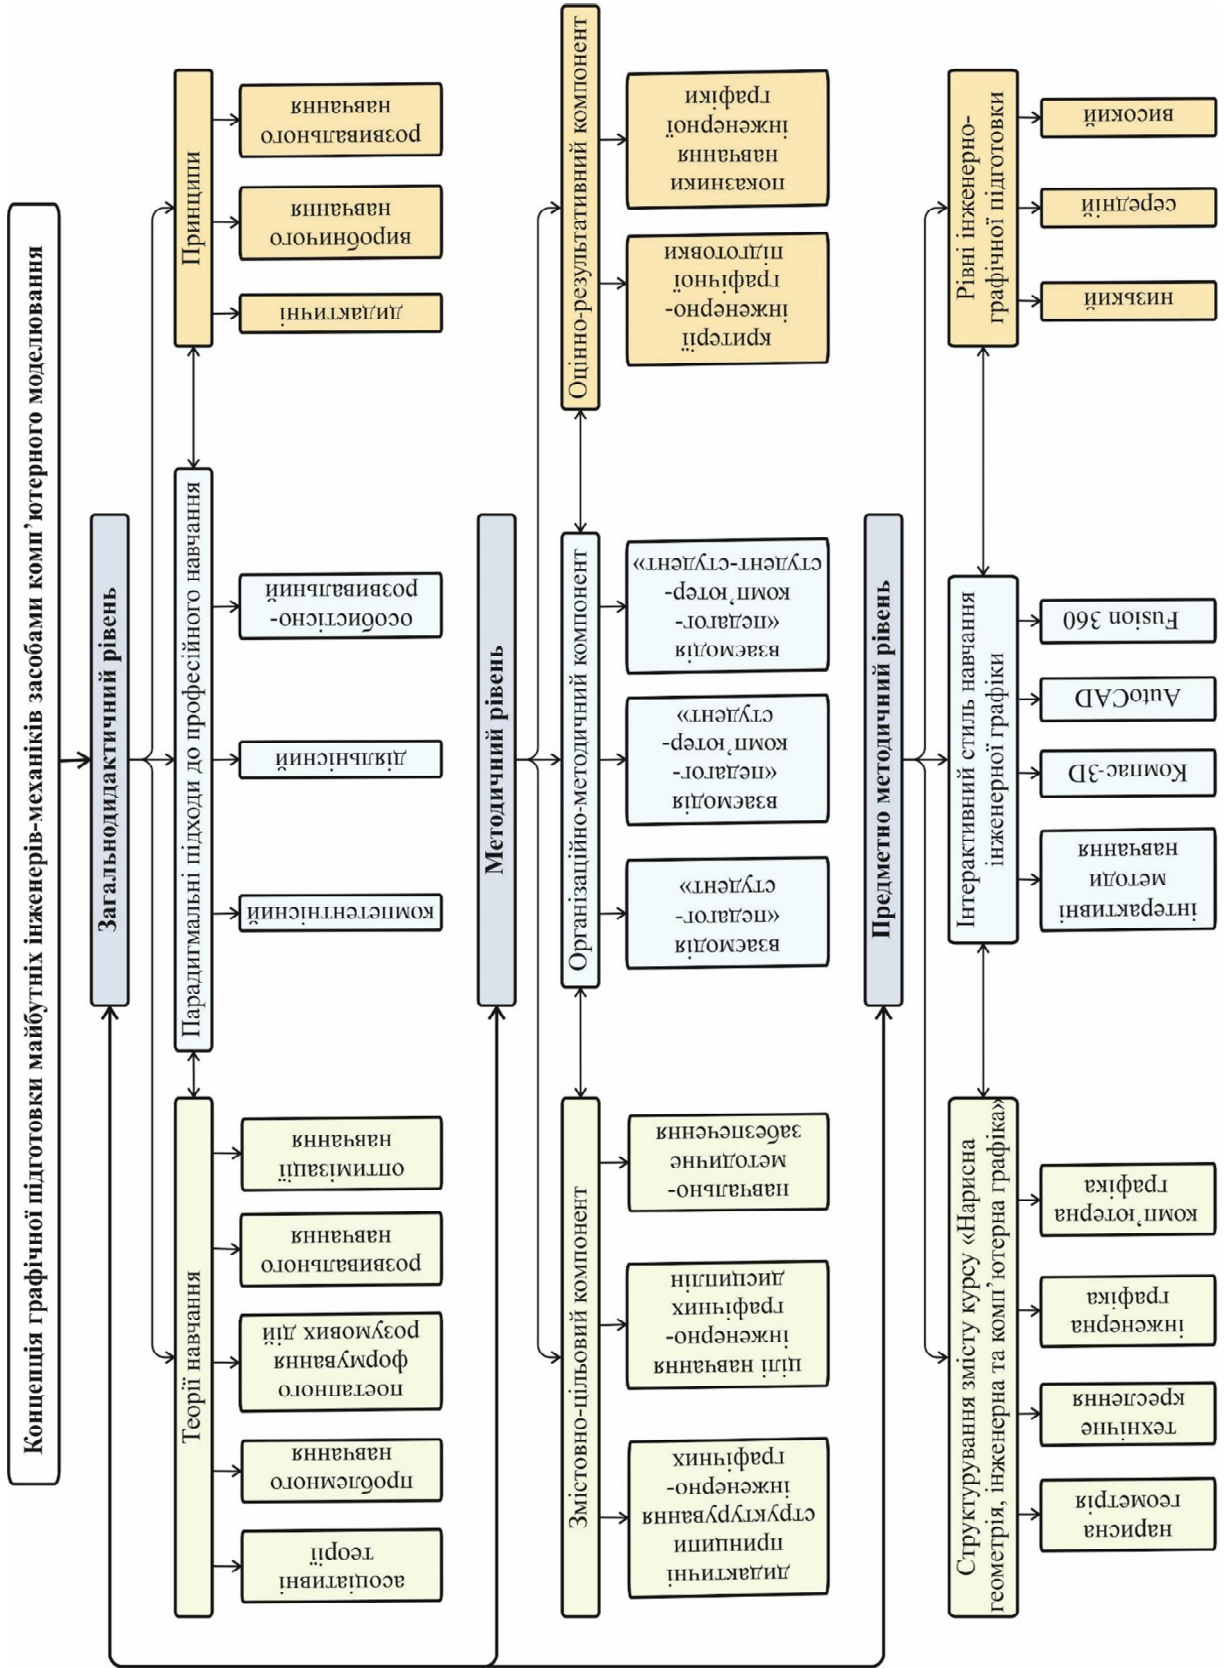 Концепція графічної підготовки майбутніх інженерів-механіків засобами комп’ютерного моделювання
Загальнодидактичний рівень
Теорії навчання
Парадигмальні підходи до професійного навчання
Принципи
асоціативні
теорії
проблемного
навчання
поетапного
формування
розумових дій
розвивального
навчання
оптимізації
навчання
компетентнісний
діяльнісний
особистісно-
розвивальний
дидактичні
виробничого
навчання
розвивального
навчання
Методичний рівень
Змістовно-цільовий компонент
Організаційно-методичний компонент
Оцінно-результативний компонент
дидактичні
принципи
структурування
інженерно-
графічних
цілі навчання
інженерно-
графічних
дисциплін
навчально-
методичне
забезпечення
взаємодія
«педагог-
студент»
взаємодія
«педагог-
комп’ютер-
студент»
взаємодія
«педагог-
комп’ютер-
студент-студент»
критерії
інженерно-
графічної
підготовки
показники
навчання
інженерної
графіки
Предметно методичний рівень
Структурування змісту курсу «Нарисна
геометрія, інженерна та комп’ютерна графіка»
Інтерактивний стиль навчання
інженерної графіки
Рівні інженерно-
графічної підготовки
нарисна
геометрія
технічне
креслення
інженерна
графіка
комп’ютерна
графіка
інтерактивні
методи
навчання
Компас-3D
AutoCAD
Fusion 360
низький
середній
високий